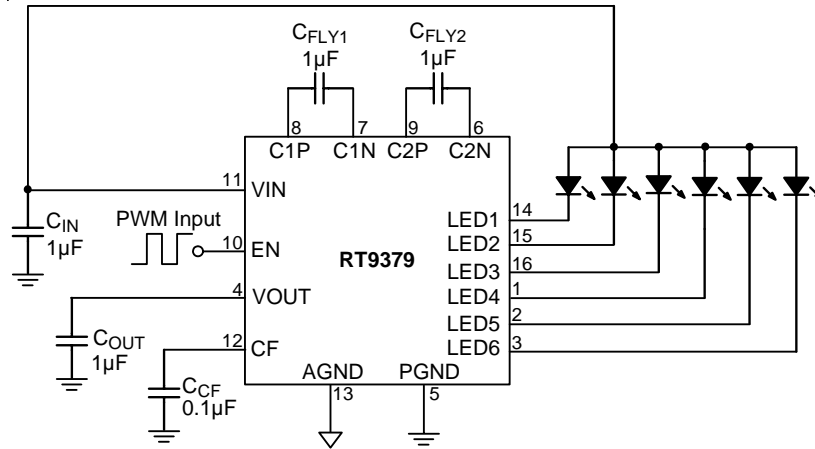 CFLY1
1µF
CFLY2
1µF
8
7
9
6
C1P
C1N
C2P
C2N
11
VIN
CIN
1µF
PWM Input
10
EN
RT9379
4
VOUT
COUT
1µF
12
CF
CCF
0.1µF
AGND
13
PGND
5
LED1
14
LED2
15
LED3
16
LED4
1
LED5
2
LED6
3